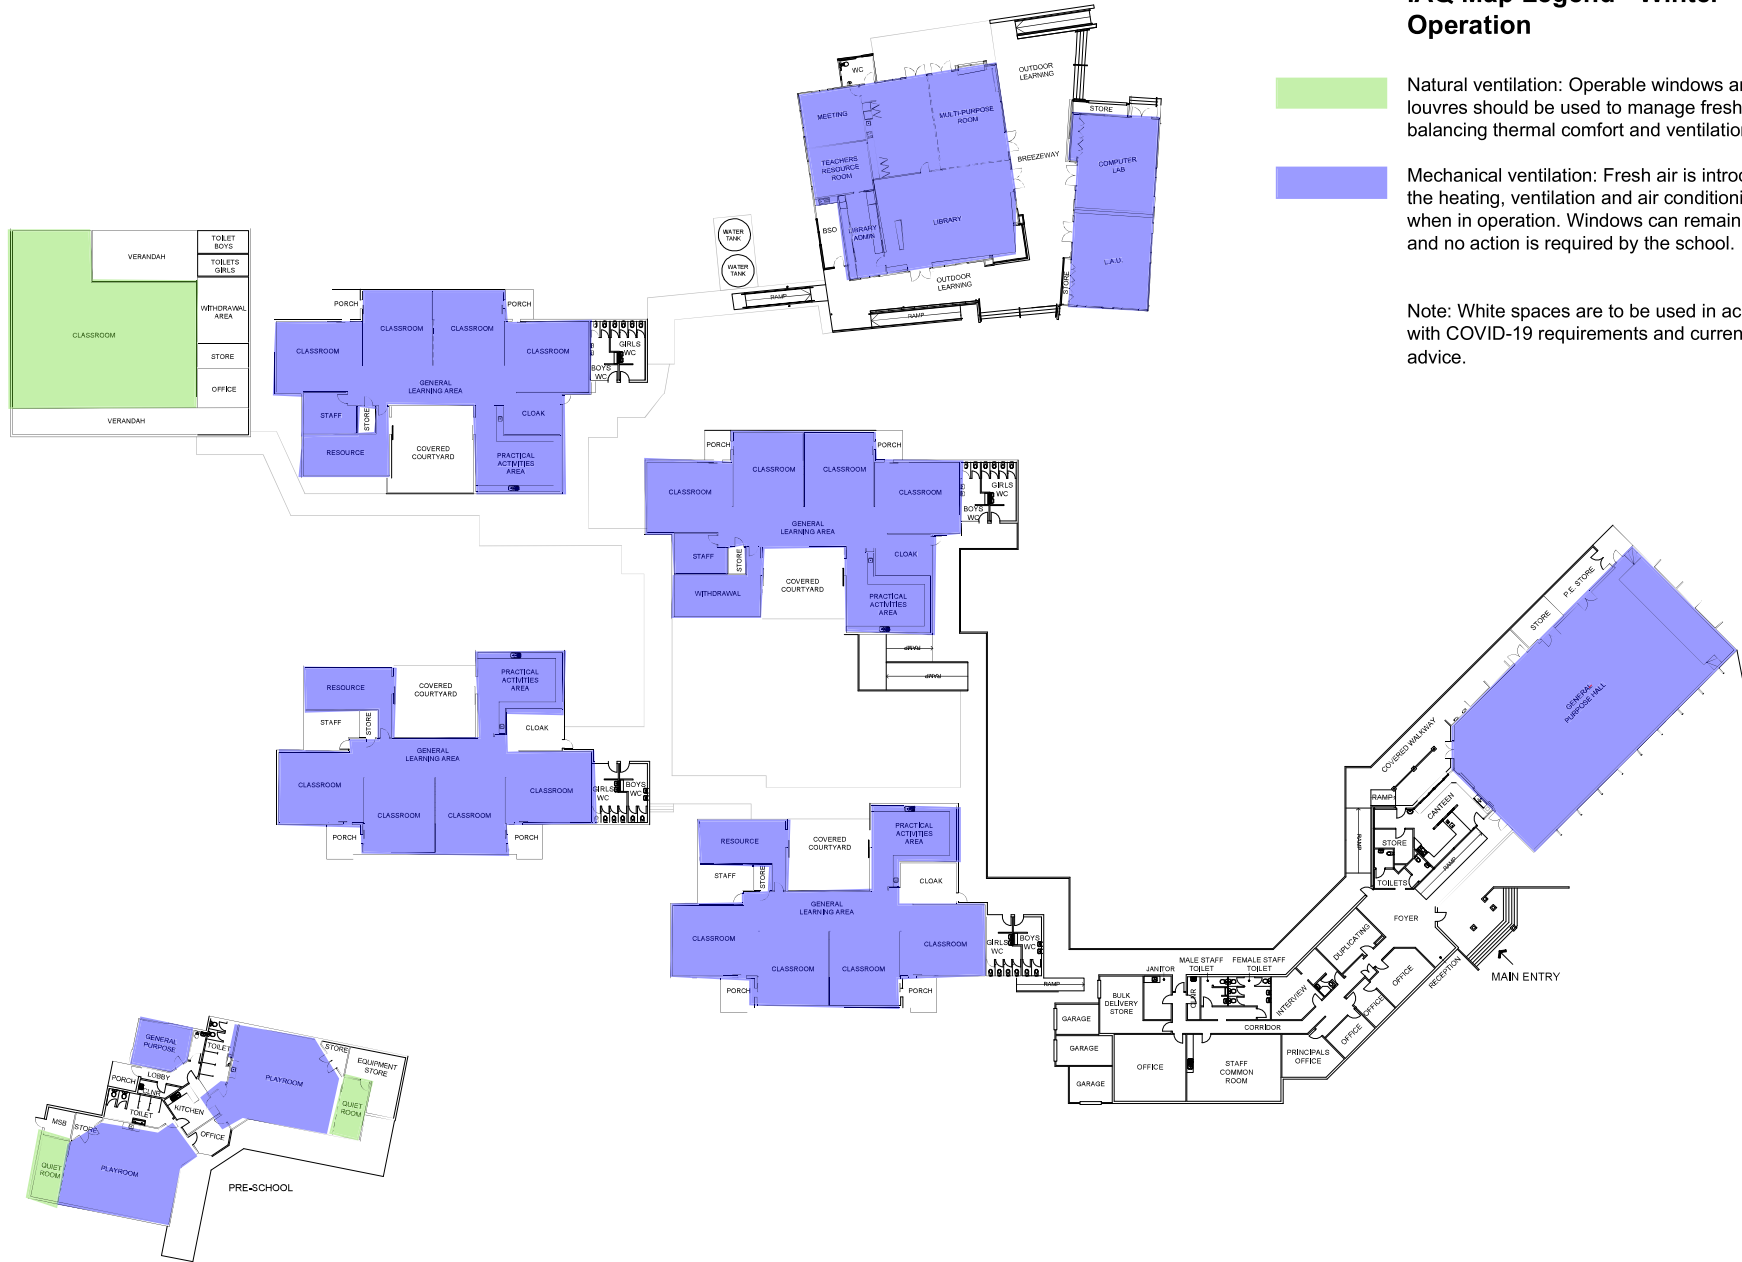 Operation
Natural ventilation: Operable windows
louvres should be used to manage fresh
balancing thermal comfort and ventilation
Mechanical ventilation: Fresh air is
the heating, ventilation and air
when in operation. Windows can remain
and no action is required by the school.
Note: White spaces are to be used in
with COVID-19 requirements and
advice.
WC
OUTDOOR
LEARNING
STORE
MEETING
MULTI-PURPOSE
ROOM
TEACHERS
RESOURCE
ROOM
BREEZEWAY
COMPUTER
LAB
LIBRARY
BSO
LIBRARY
ADMIN
L.A.U.
STORE
OUTDOOR
LEARNING
RAMP
RAMP
WATER
TANK
WATER
TANK
VERANDAH
TOILET
BOYS
TOILETS
GIRLS
WITHDRAWAL
AREA
CLASSROOM
STORE
OFFICE
VERANDAH
PORCH
PORCH
CLASSROOM
CLASSROOM
CLASSROOM
CLASSROOM
GIRLS
WC
BOYS
WC
GENERAL
LEARNING AREA
STAFF
STORE
CLOAK
RESOURCE
COVERED
COURTYARD
PRACTICAL
ACTIVITIES
AREA
PORCH
PORCH
CLASSROOM
CLASSROOM
CLASSROOM
CLASSROOM
GIRLS
WC
BOYS
WC
GENERAL
LEARNING AREA
STAFF
STORE
CLOAK
WITHDRAWAL
COVERED
COURTYARD
PRACTICAL
ACTIVITIES
AREA
RAMP
RAMP
RESOURCE
COVERED
COURTYARD
PRACTICAL
ACTIVITIES
AREA
STAFF
STORE
CLOAK
GENERAL
LEARNING AREA
CLASSROOM
CLASSROOM
CLASSROOM
CLASSROOM
GIRLS
WC
BOYS
WC
PORCH
PORCH
RESOURCE
COVERED
COURTYARD
PRACTICAL
ACTIVITIES
AREA
STAFF
STORE
CLOAK
GENERAL
LEARNING AREA
CLASSROOM
CLASSROOM
CLASSROOM
CLASSROOM
GIRLS
WC
BOYS
WC
PORCH
PORCH
RAMP
P.E. STORE
STORE
GENERAL
PURPOSE HALL
COVERED WALKWAY
RAMP
CANTEEN
RAMP
STORE
RAMP
TOILETS
FOYER
DUPLICATING
OFFICE
RECEPTION
MAIN ENTRY
JANITOR
MALE STAFF
TOILET
FEMALE STAFF
TOILET
BULK
DELIVERY
STORE
CLNR
INTERVIEW
OFFICE
OFFICE
CORRIDOR
GARAGE
GARAGE
GARAGE
OFFICE
STAFF
COMMON
ROOM
PRINCIPALS
OFFICE
GENERAL
PURPOSE
TOILET
STORE
EQUIPMENT
STORE
PORCH
LOBBY
CLNR
PLAYROOM
QUIET
ROOM
TOILET
KITCHEN
MSB
STORE
OFFICE
QUIET
ROOM
PLAYROOM
PRE-SCHOOL